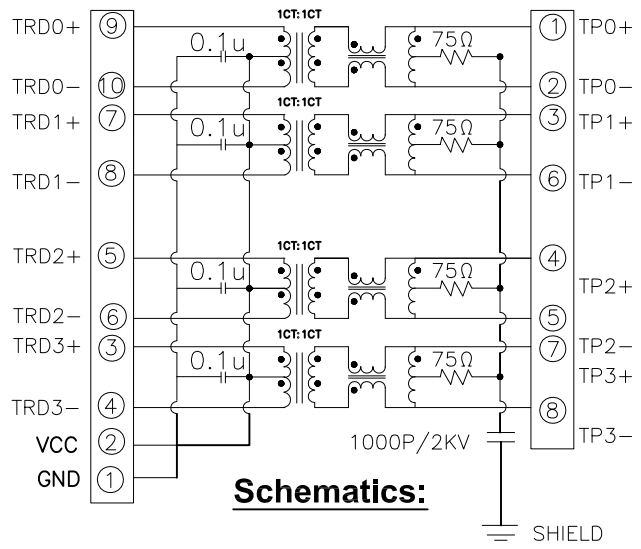 1CT:1CT
TRD0+ 9 0.1u 75Ω 1 TP0+
TRD0- 10 2 TP0-
1CT:1CT
TRD1+ 7 0.1u 75Ω 3 TP1+
TRD1- 8 6 TP1-
1CT:1CT
TRD2+ 5 0.1u 75Ω 4
TP2+
TRD2- 6 5
1CT:1CT
TRD3+ 3 0.1u 75Ω 7 TP2-
TP3+
TRD3- 4 8
VCC 2 1000P/2KV TP3-
GND 1
Schematics:
SHIELD